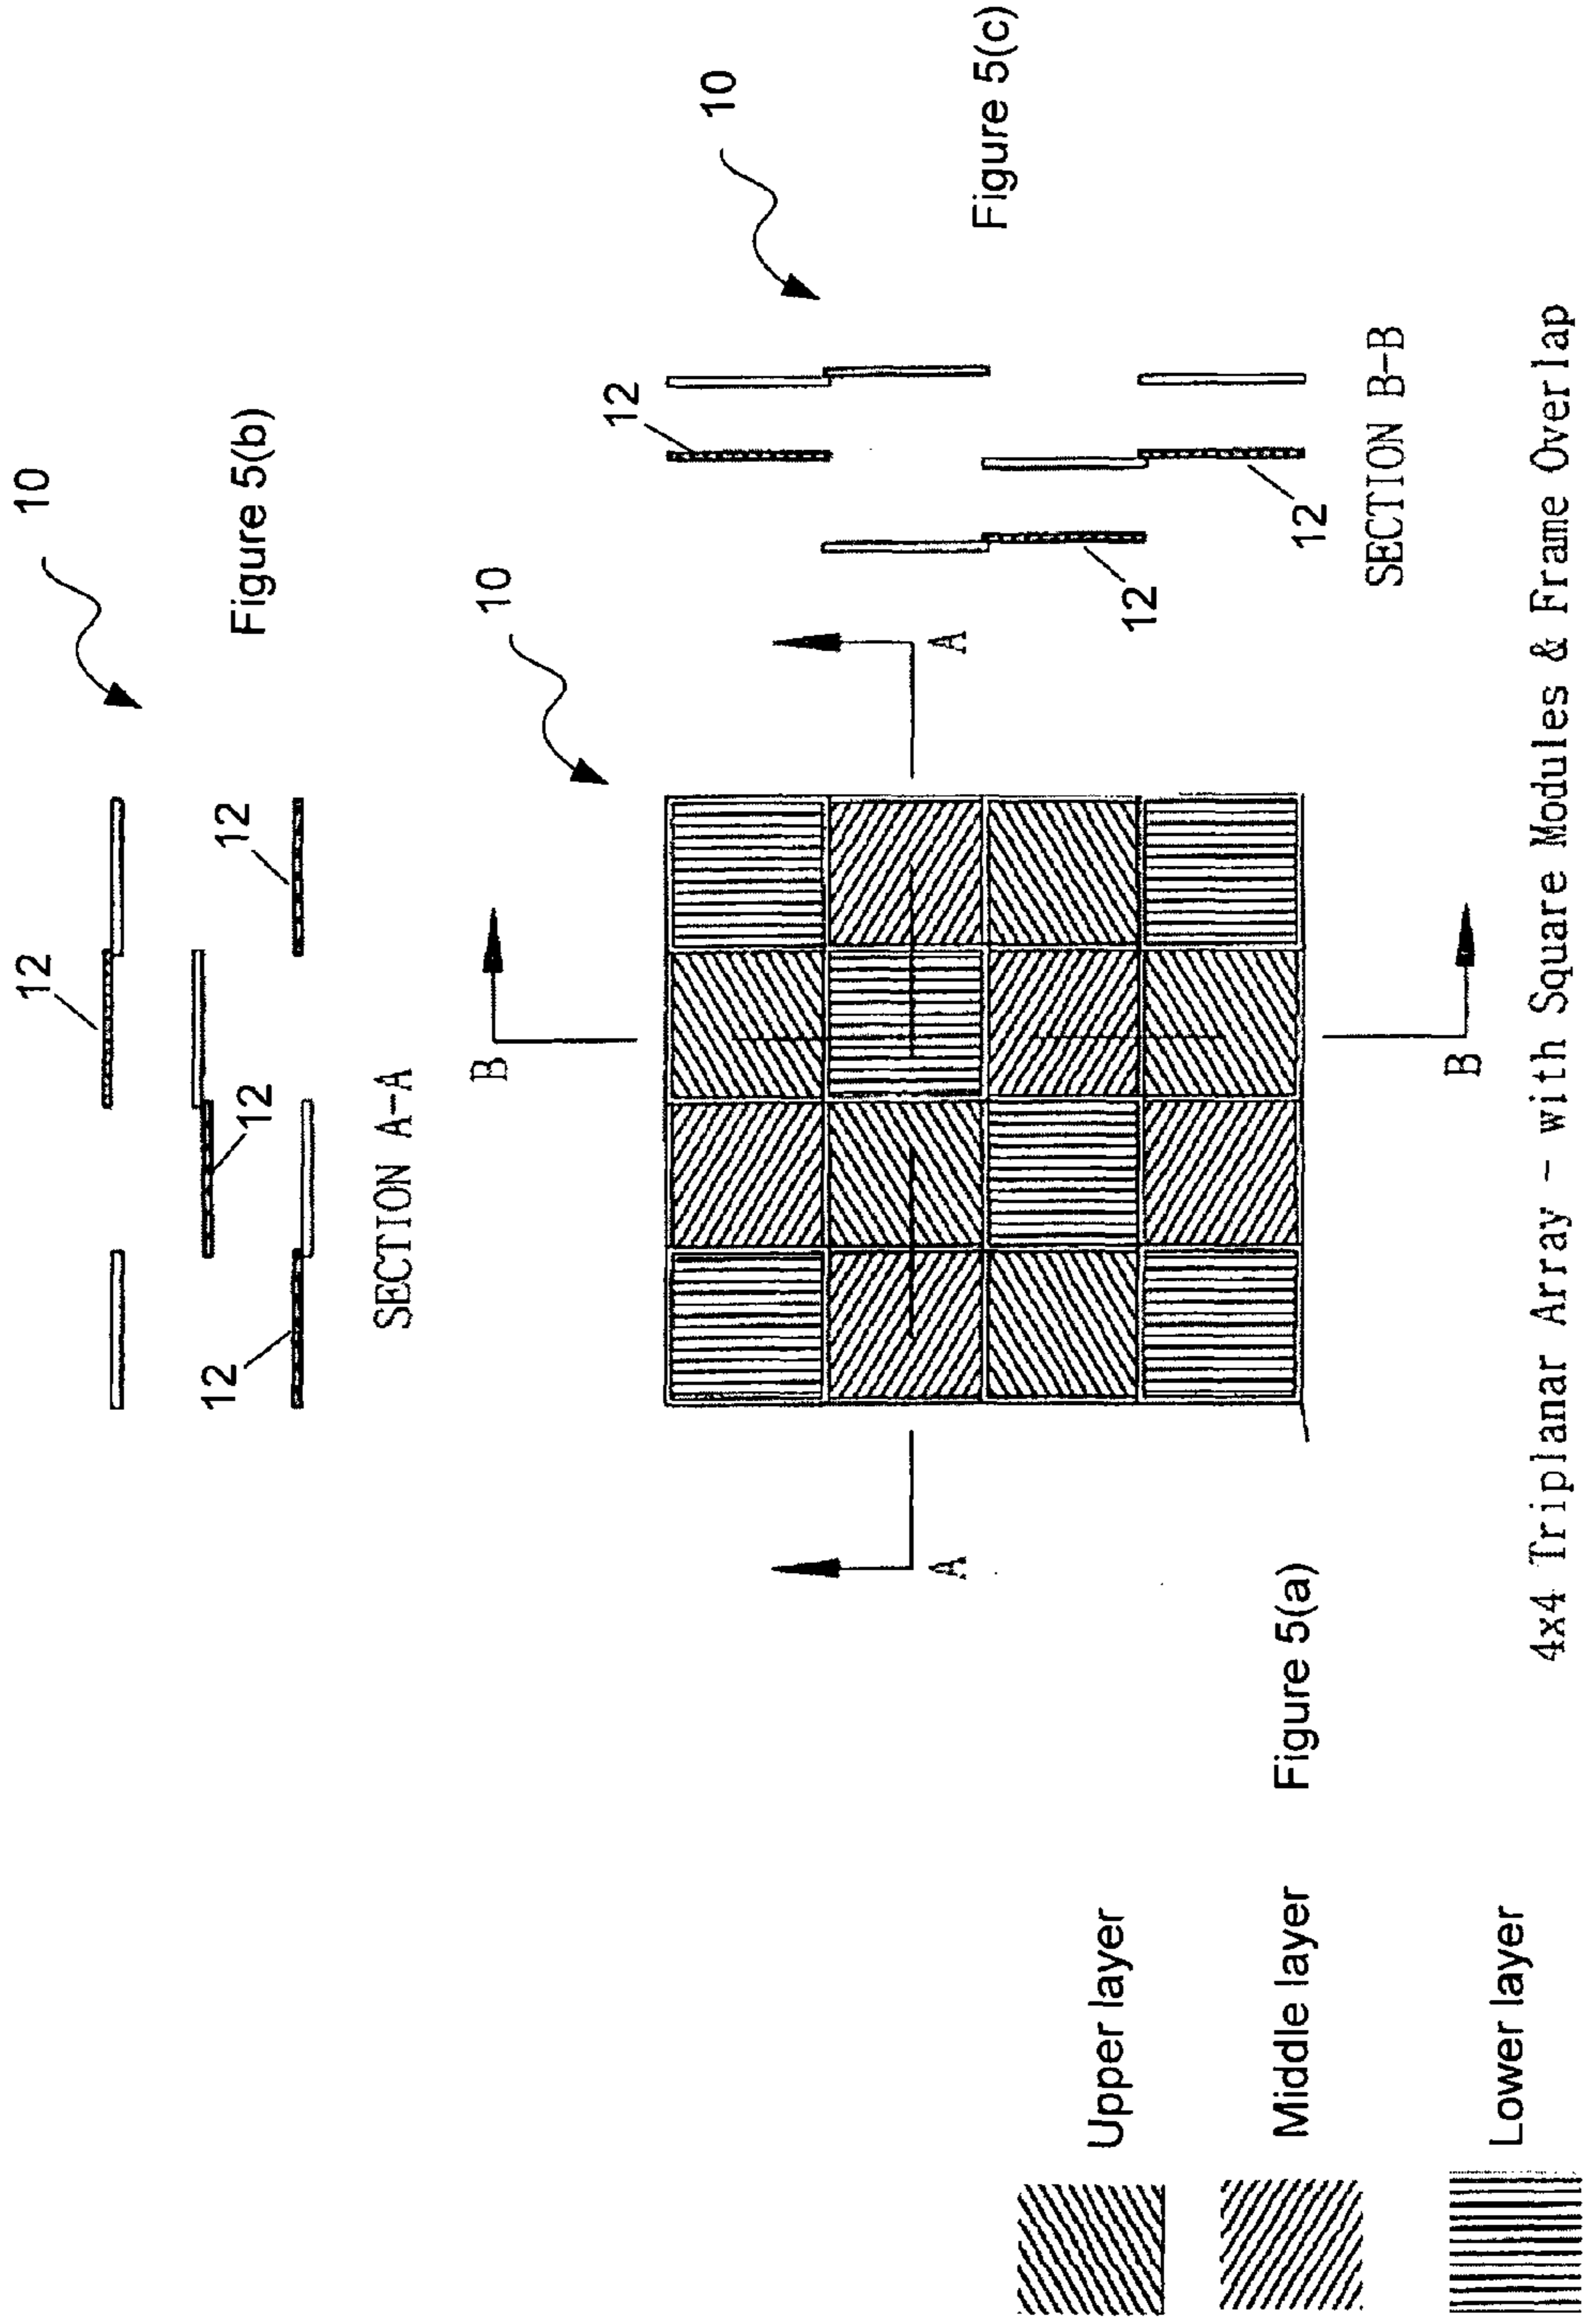 10
Figure 5(b)
12
12
12
12
SECTION A-A
10
Figure 5(c)
12
12
12
SECTION B-B
10
B
B
A
A
Figure 5(a)
Upper layer
Middle layer
Lower layer
4x4 Triplanar Array - with Square Modules & Frame Overlap